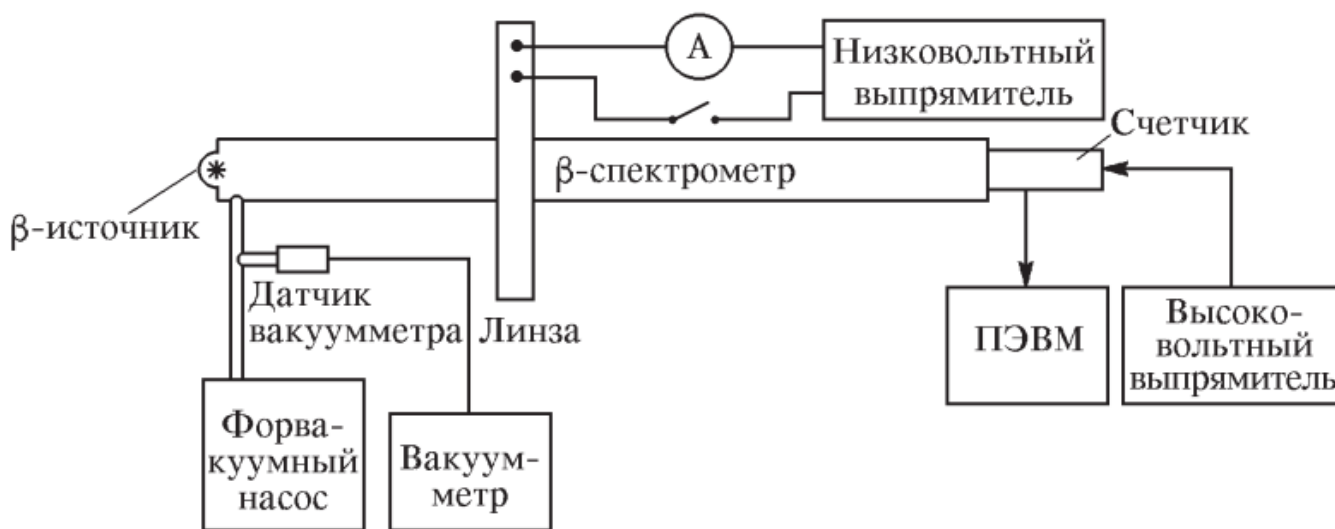 А
Низковольтный
выпрямитель
Счетчик
β-спектрометр
β-источник
Датчик
вакуумметра
Линза
ПЭВМ
Высоко-
вольтный
выпрямитель
Форва-
куумный
насос
Вакуум-
метр